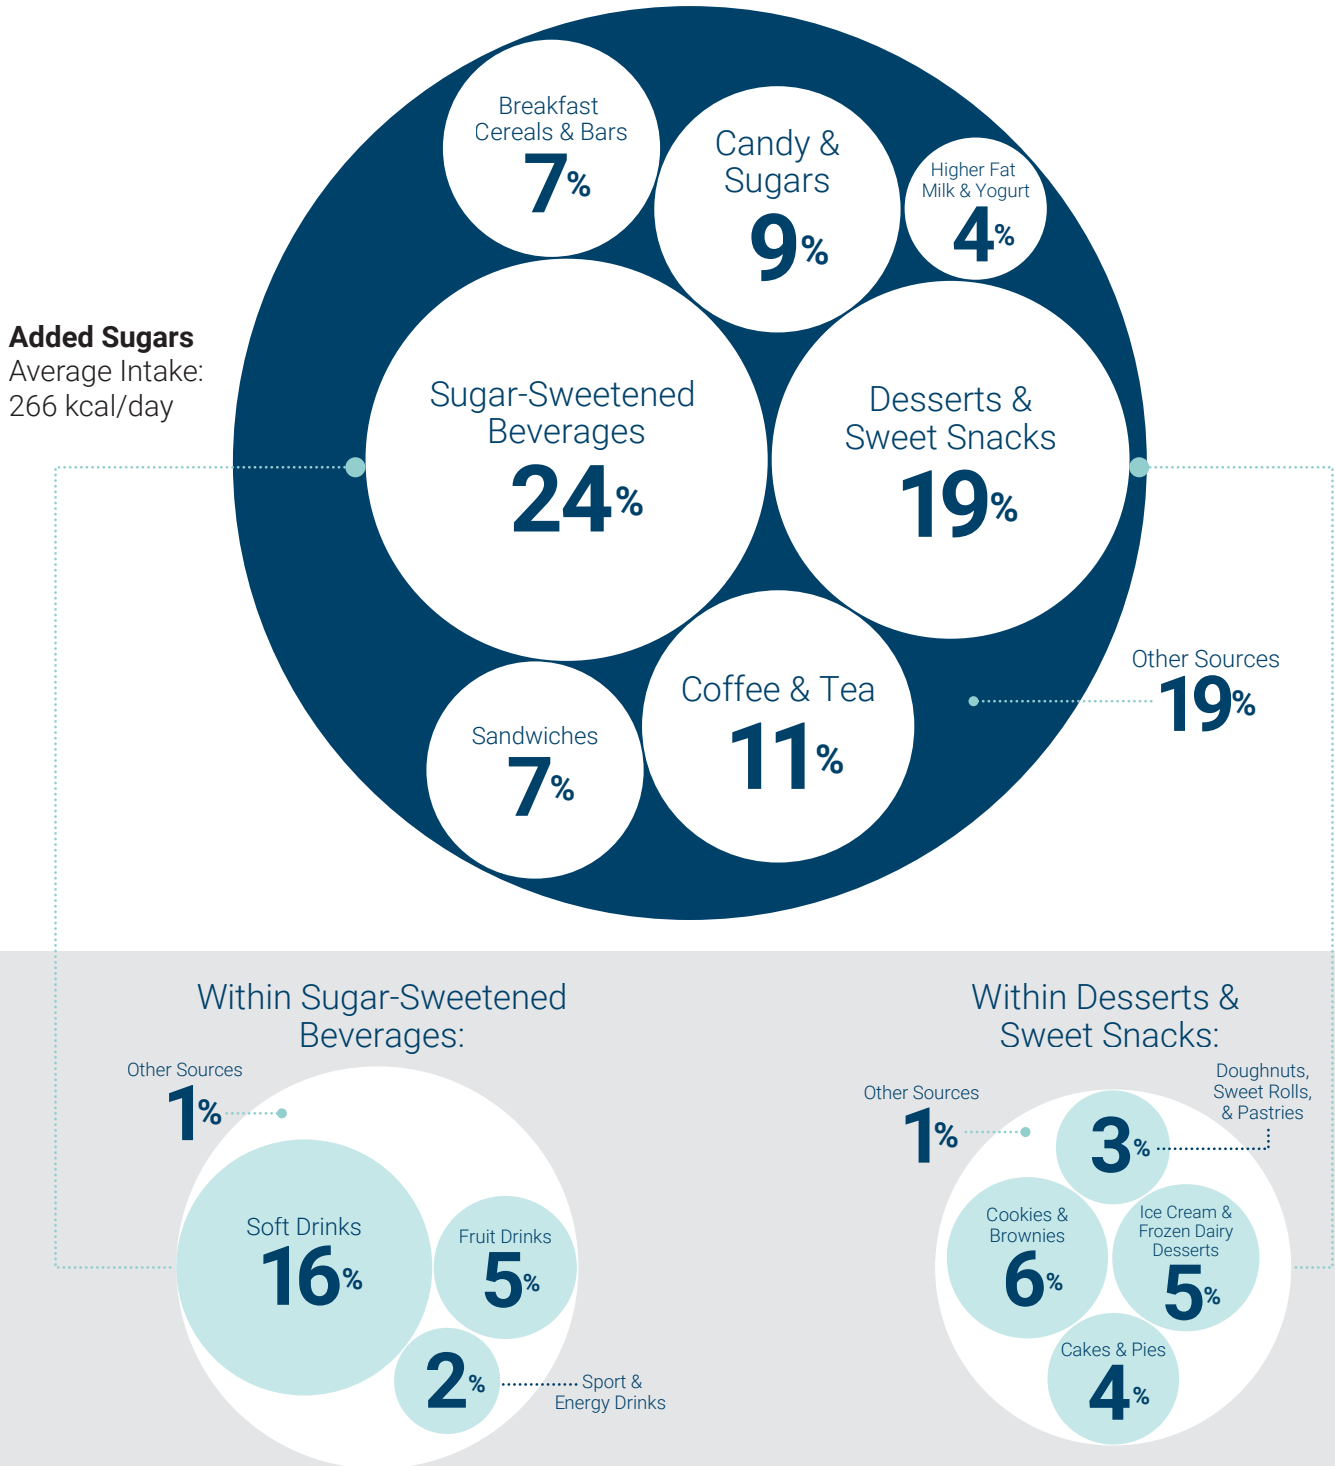 Breakfast
Cereals & Bars
7%
Candy &
Sugars
9%
Higher Fat
Milk & Yogurt
4%
Added Sugars
Average Intake:
266 kcal/day
Sugar-Sweetened
Beverages
24%
Desserts &
Sweet Snacks
19%
Other Sources
19%
Coffee & Tea
11%
Sandwiches
7%
Within Sugar-Sweetened
Beverages:
Other Sources
1%
Soft Drinks
16%
Fruit Drinks
5%
2%
Sport &
Energy Drinks
Within Desserts &
Sweet Snacks:
Other Sources
1%
Doughnuts,
Sweet Rolls,
& Pastries
3%
Cookies &
Brownies
6%
Ice Cream &
Frozen Dairy
Desserts
5%
Cakes & Pies
4%